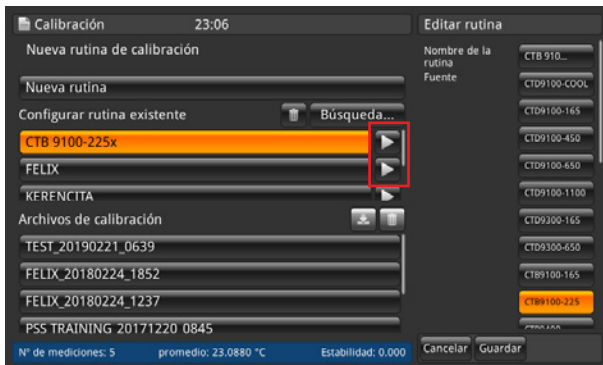 Calibración 23:06
Nueva rutina de calibración
Nueva rutina
Configurar rutina existente Búsqueda...
CTB 9100-225x
FELIX
KERENCITA
Archivos de calibración
TEST_20190221_0639
FELIX_20180224_1852
FELIX_20180224_1237
PSS TRAINING 20171220 0845
Nº de mediciones: 5 promedio: 23.0880 °C Estabilidad: 0.000
Editar rutina
Nombre de la rutina CTB 910...
Fuente CTD9100-COOL
CTD9100-165
CTD9100-450
CTD9100-650
CTD9100-1100
CTD9300-165
CTD9300-650
CTB9100-165
CTB9100-225
Cancelar Guardar